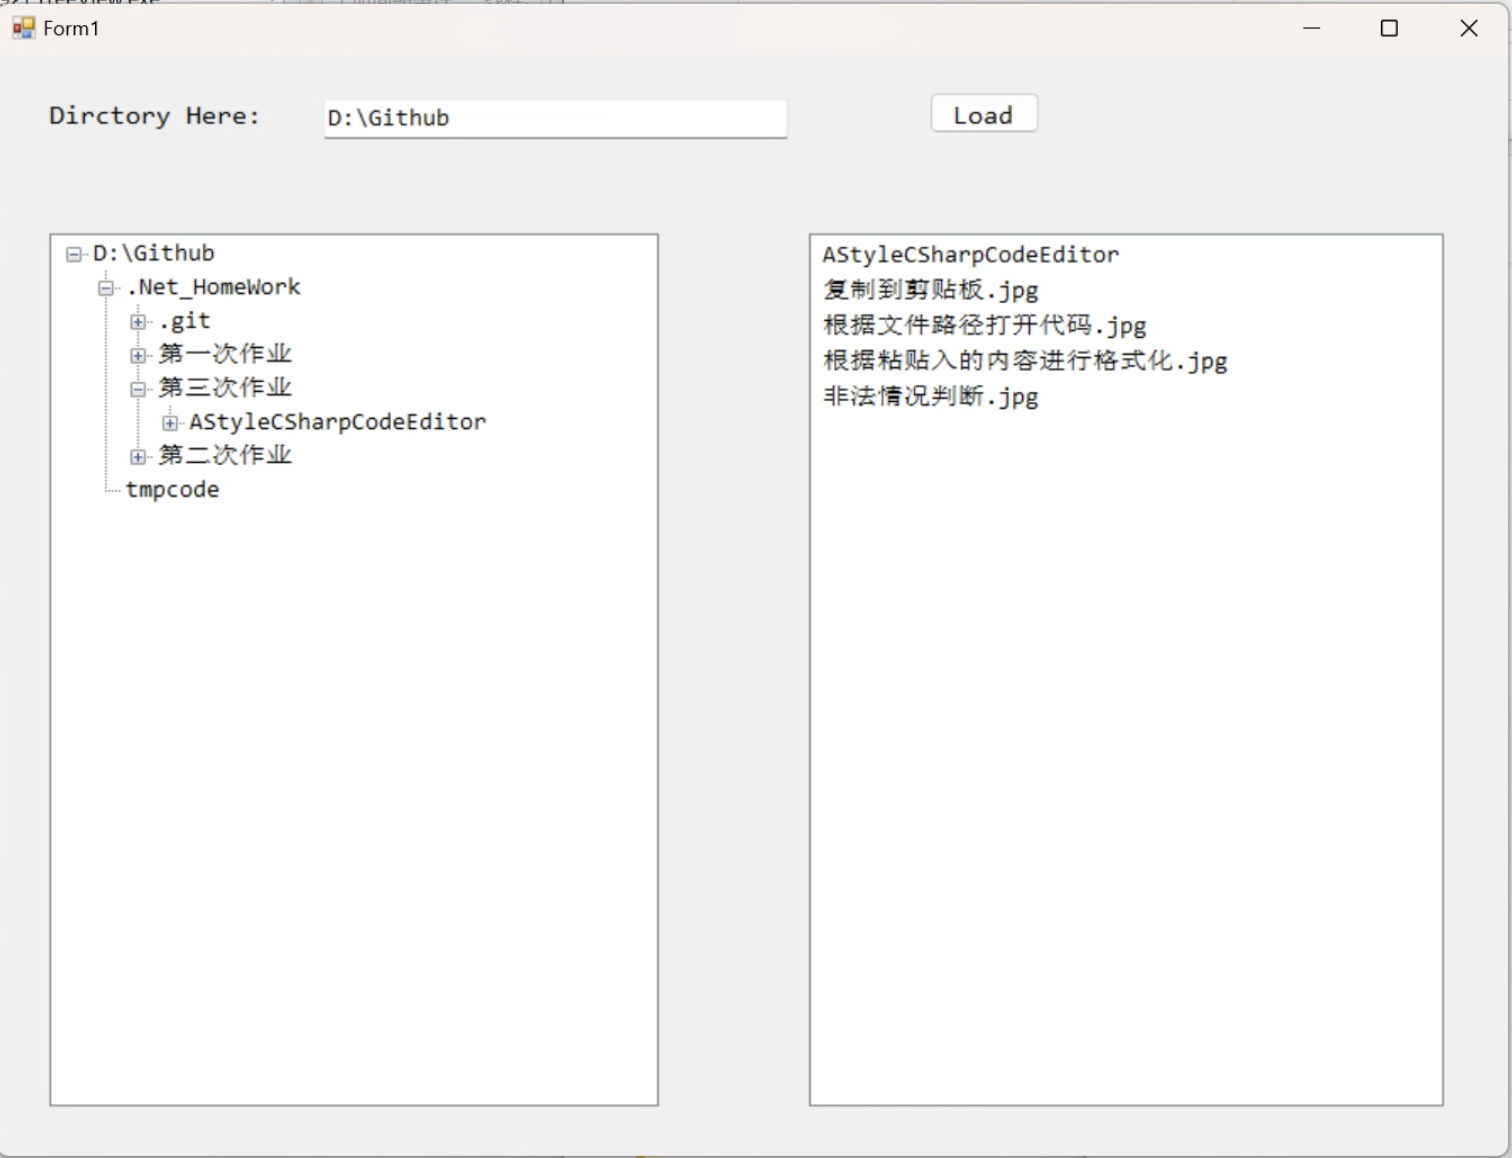 Form1
Dirctory Here:
D:\Github
Load
D:\Github
.Net_HomeWork
.git
第一次作业
第三次作业
AStyleCSharpCodeEditor
第二次作业
tmpcode
AStyleCSharpCodeEditor
复制到剪贴板.jpg
根据文件路径打开代码.jpg
根据粘贴入的内容进行格式化.jpg
非法情况判断.jpg